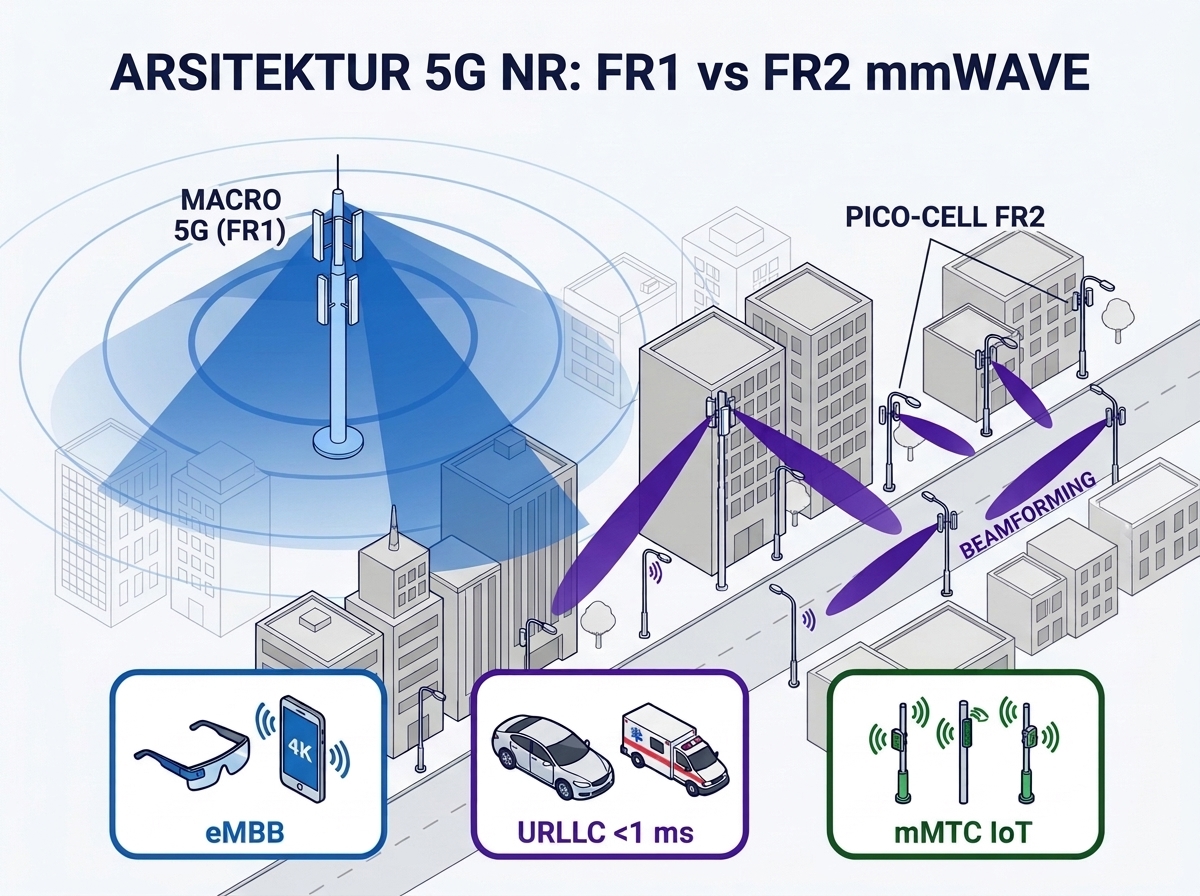 ARSITEKTUR 5G NR: FR1 vs FR2 mmWAVE
MACRO
5G (FR1)
PICO-CELL FR2
BEAMFORMING
4K
eMBB
URLLC <1 ms
mMTC IoT